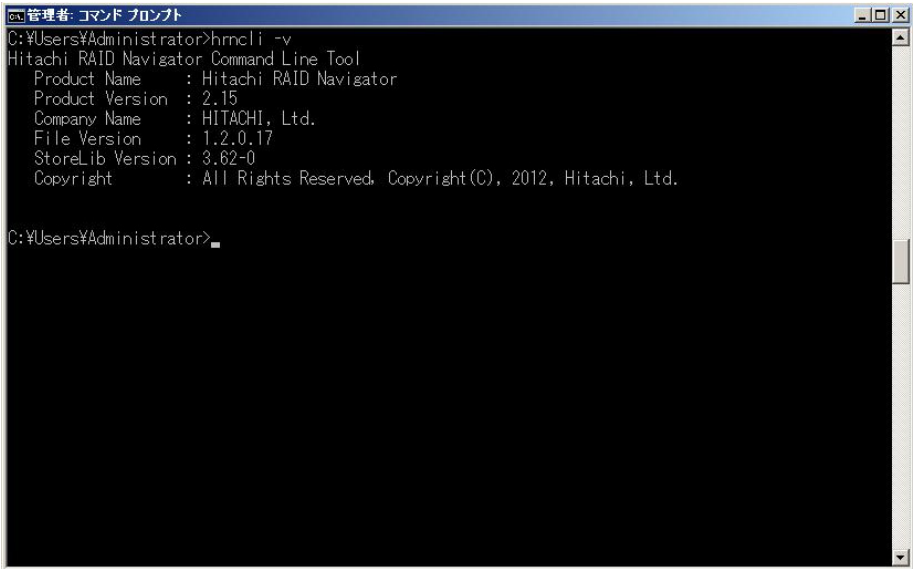 管理者: コマンド プロンプト
C:¥Users¥Administrator>hrncli -v
Hitachi RAID Navigator Command Line Tool
   Product Name     : Hitachi RAID Navigator
   Product Version  : 2.15
   Company Name     : HITACHI, Ltd.
   File Version     : 1.2.0.17
   StoreLib Version : 3.62-0
   Copyright        : All Rights Reserved, Copyright(C), 2012, Hitachi, Ltd.
C:¥Users¥Administrator>